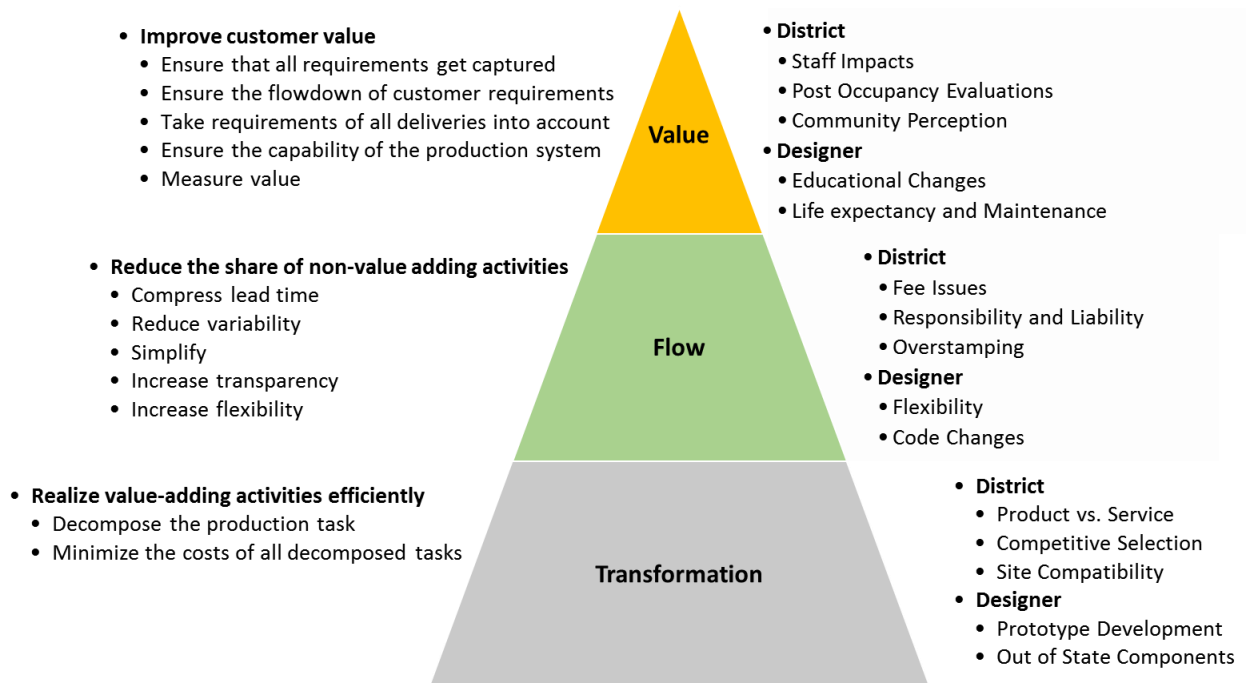 Improve customer value
Ensure that all requirements get captured
Ensure the flowdown of customer requirements
Take requirements of all deliveries into account
Ensure the capability of the production system
Measure value
Value
District
Staff Impacts
Post Occupancy Evaluations
Community Perception
Designer
Educational Changes
Life expectancy and Maintenance
Reduce the share of non-value adding activities
Compress lead time
Reduce variability
Simplify
Increase transparency
Increase flexibility
Flow
District
Fee Issues
Responsibility and Liability
Overstamping
Designer
Flexibility
Code Changes
Realize value-adding activities efficiently
Decompose the production task
Minimize the costs of all decomposed tasks
Transformation
District
Product vs. Service
Competitive Selection
Site Compatibility
Designer
Prototype Development
Out of State Components